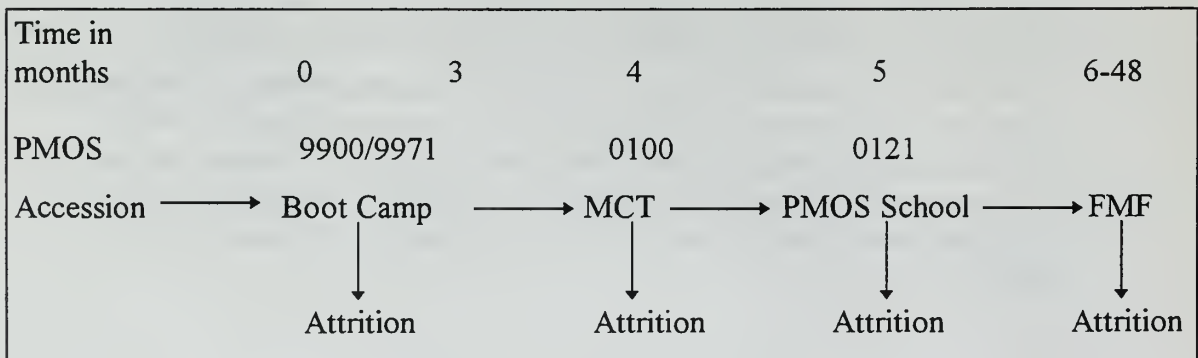 Time in
months 0 3 4 5 6-48
PMOS 9900/9971 0100 0121
Accession Boot Camp MCT PMOS School FMF
Attrition Attrition Attrition Attrition